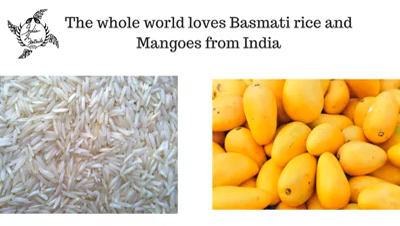 The whole world loves Basmati rice and
Mangoes from India